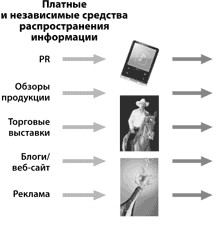 Платные
и независимые средства
распространения
информации
PR
Обзоры
продукции
Торговые
выставки
Блоги/
веб-сайт
Реклама